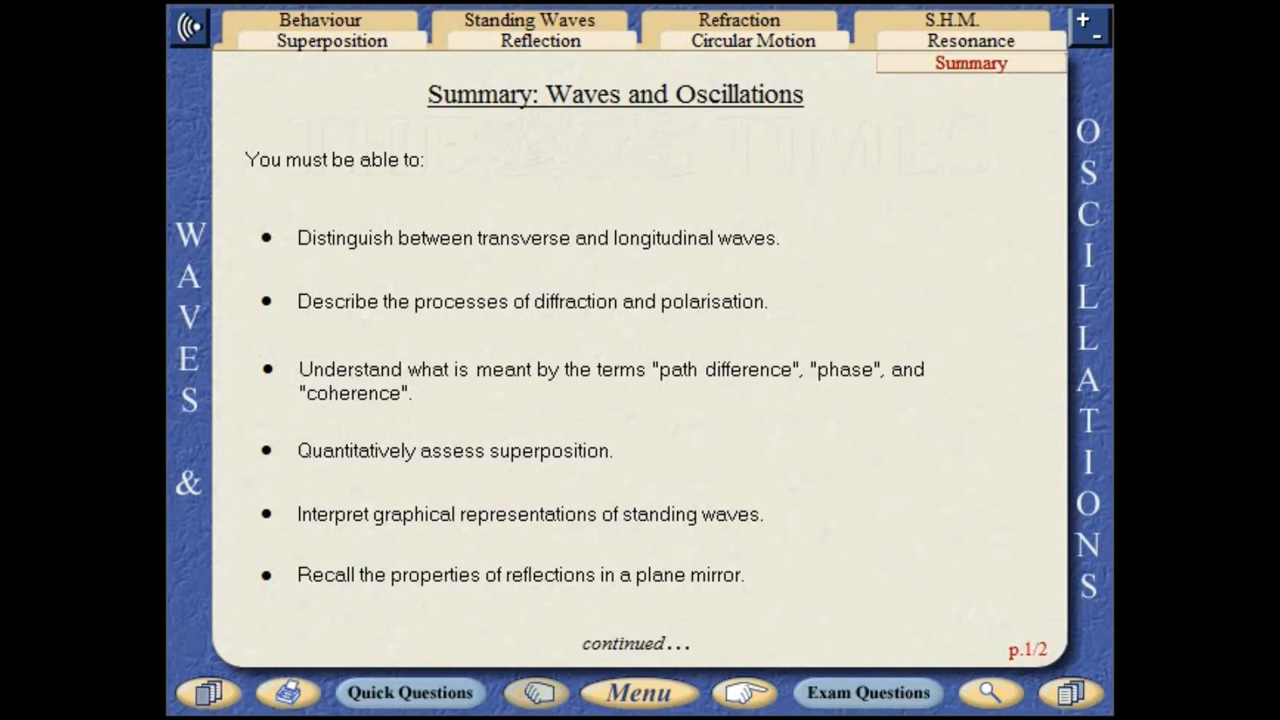 Behaviour
Standing Waves
Refraction
S.H.M.
Superposition
Reflection
Circular Motion
Resonance
Summary
Summary: Waves and Oscillations
You must be able to:
● Distinguish between transverse and longitudinal waves.
● Describe the processes of diffraction and polarisation.
● Understand what is meant by the terms "path difference", "phase", and
"coherence".
● Quantitatively assess superposition.
● Interpret graphical representations of standing waves.
● Recall the properties of reflections in a plane mirror.
continued...
p.1/2
WAVES &
OSCILLATIONS
+
-
Quick Questions
Menu
Exam Questions